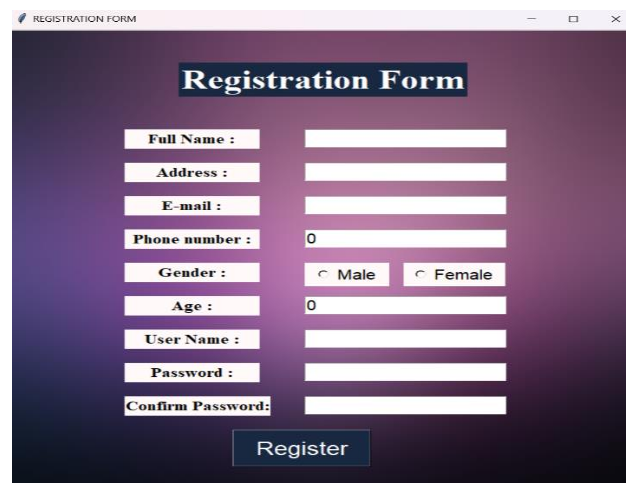 REGISTRATION FORM
Registration Form
Full Name :
Address :
E-mail :
Phone number : 0
Gender : Male Female
Age : 0
User Name :
Password :
Confirm Password:
Register